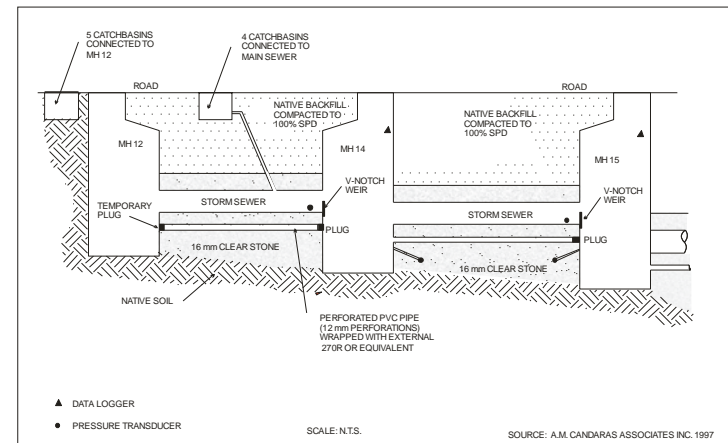 5 CATCHBASINS
CONNECTED TO
MH 12
4 CATCHBASINS
CONNECTED TO
MAIN SEWER
ROAD
ROAD
NATIVE BACKFILL
COMPACTED TO
100% SPD
NATIVE BACKFILL
COMPACTED TO
100% SPD
MH 12
MH 14
MH 15
V-NOTCH
WEIR
V-NOTCH
WEIR
TEMPORARY
PLUG
STORM SEWER
STORM SEWER
PLUG
PLUG
16 mm CLEAR STONE
16 mm CLEAR STONE
NATIVE SOIL
PERFORATED PVC PIPE
(12 mm PERFORATIONS)
WRAPPED WITH EXTERNAL
270R OR EQUIVALENT
DATA LOGGER
PRESSURE TRANSDUCER
SCALE: N.T.S.
SOURCE: A.M. CANDARAS ASSOCIATES INC. 1997